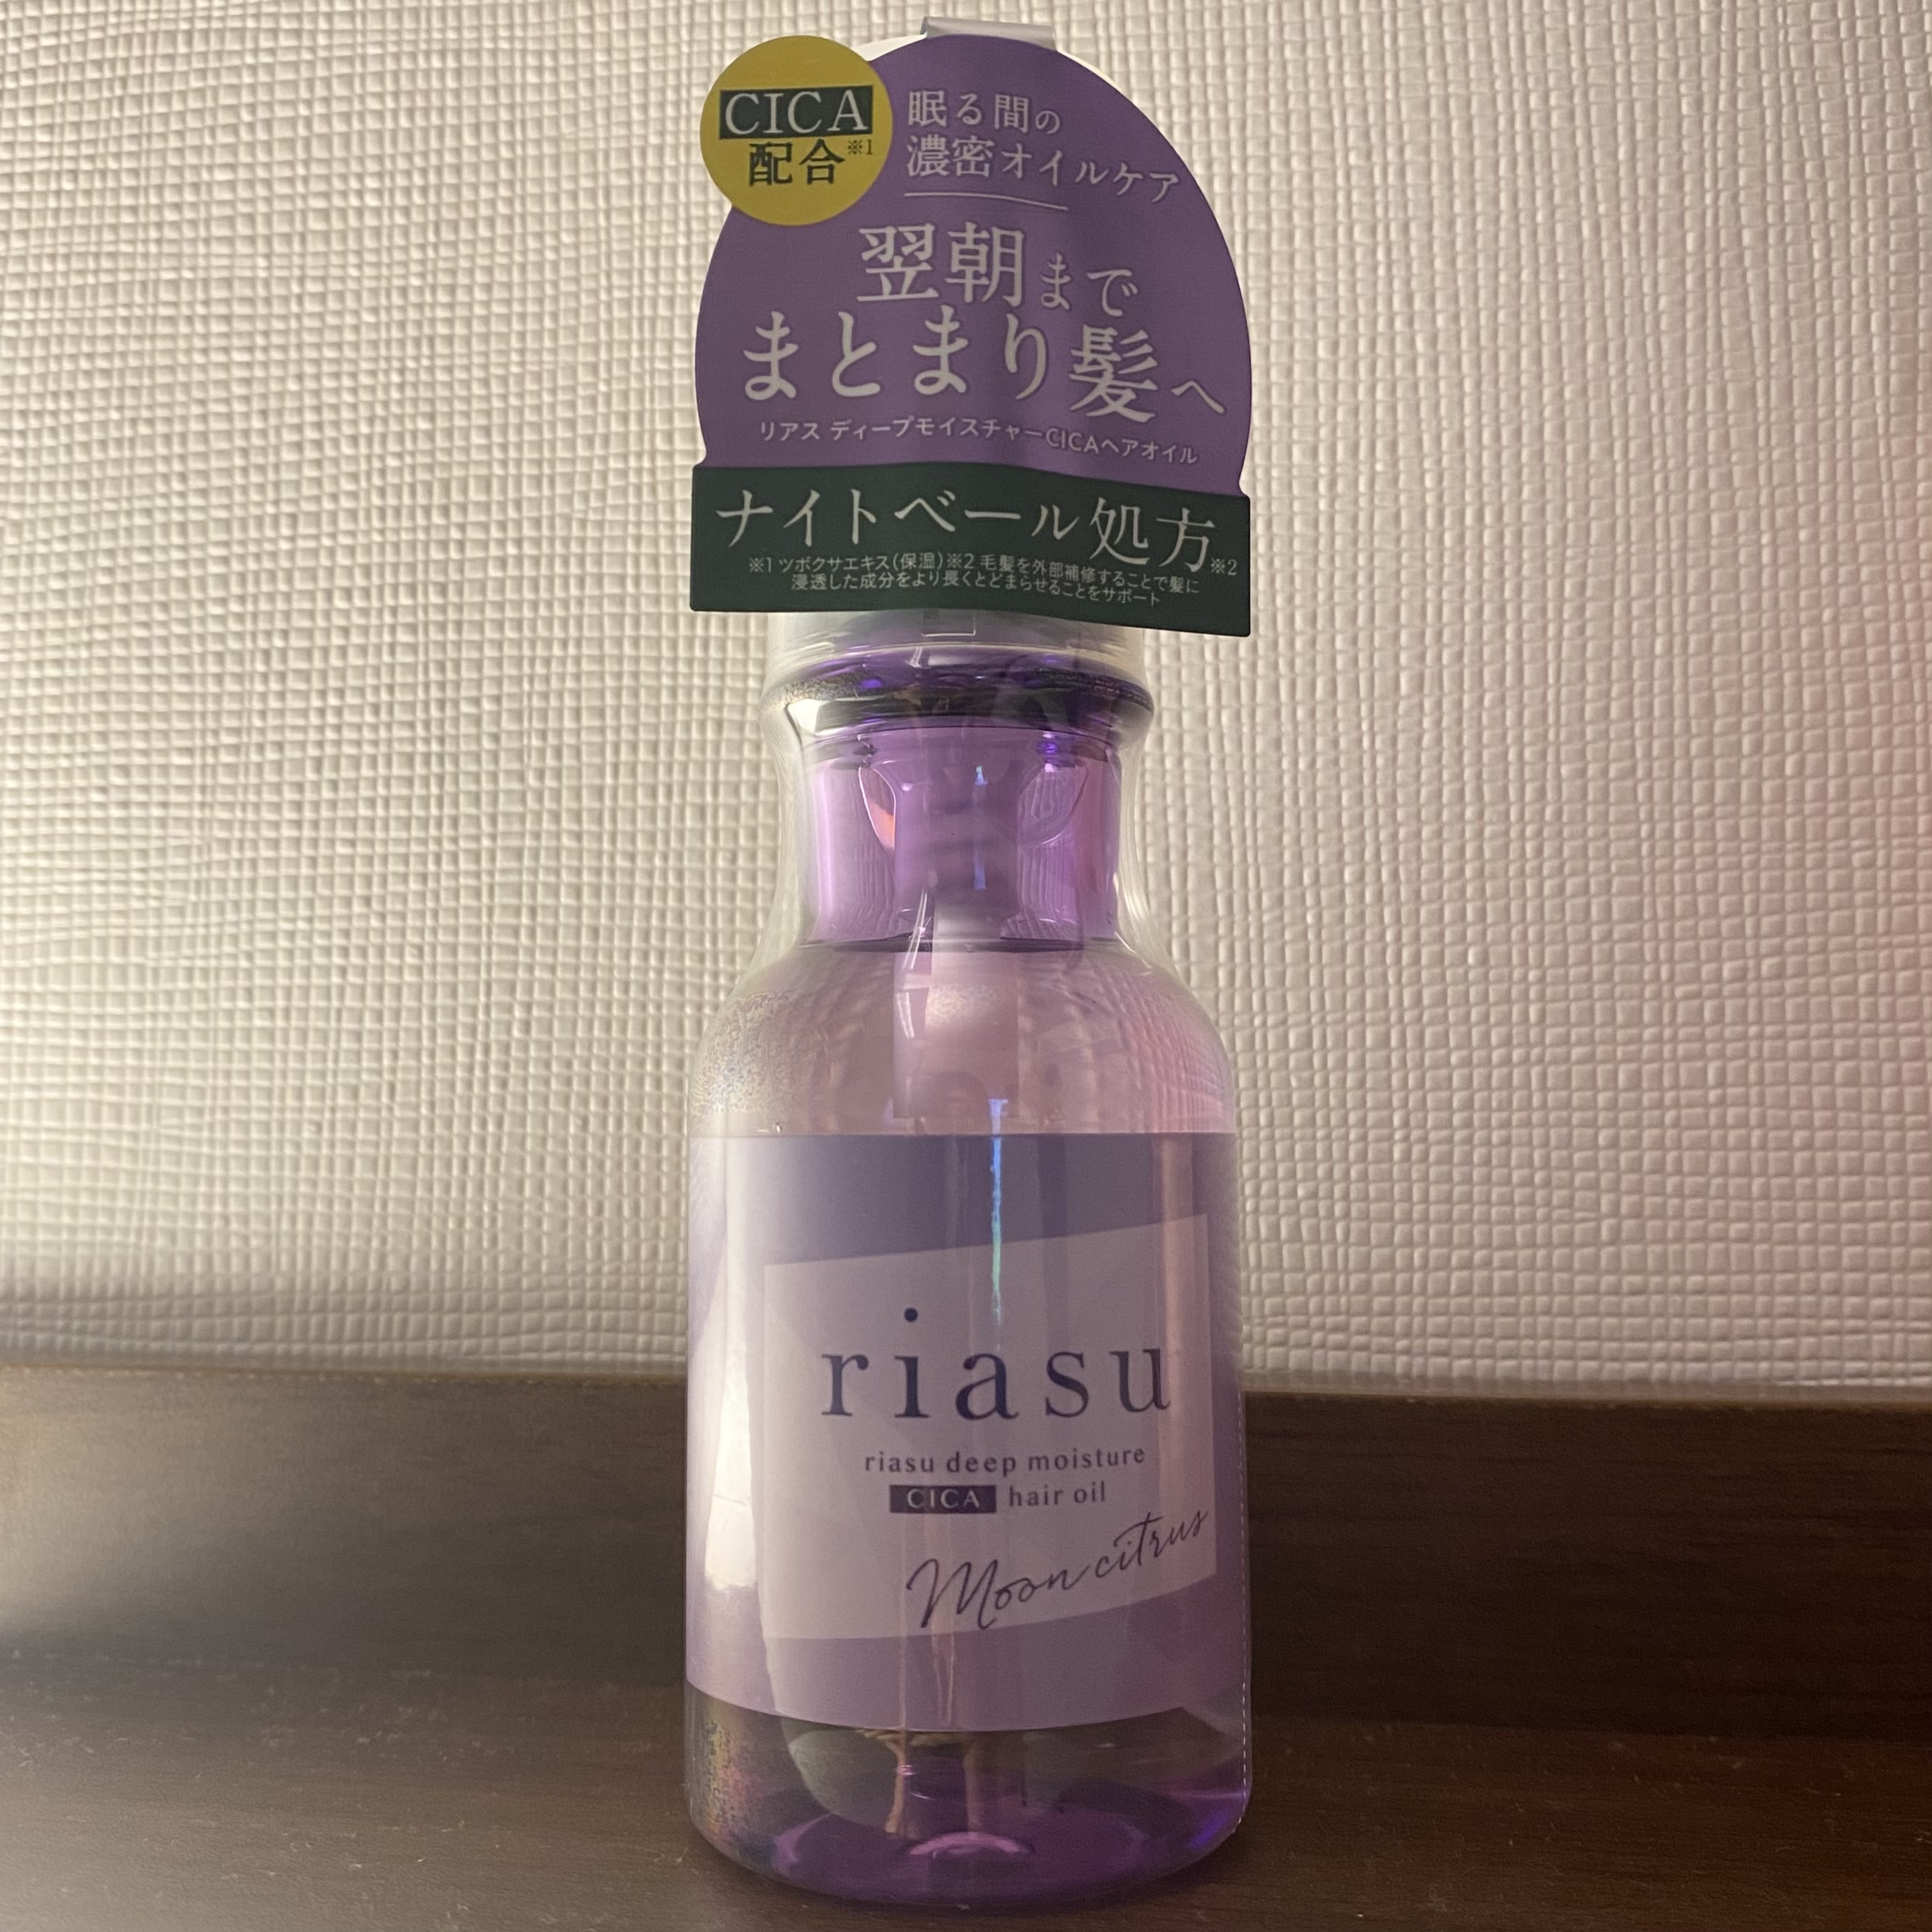 CICA
配合※1
眠る間の
濃密オイルケア
翌朝まで
まとまり髪へ
リアス ディープモイスチャーCICAヘアオイル
ナイトベール処方※2
※1 ツボクサエキス(保湿)※2 毛髪を外部補修することで髪に
浸透した成分をより長くとどまらせることをサポート
riasu
riasu deep moisture
CICA hair oil
Moon citrus